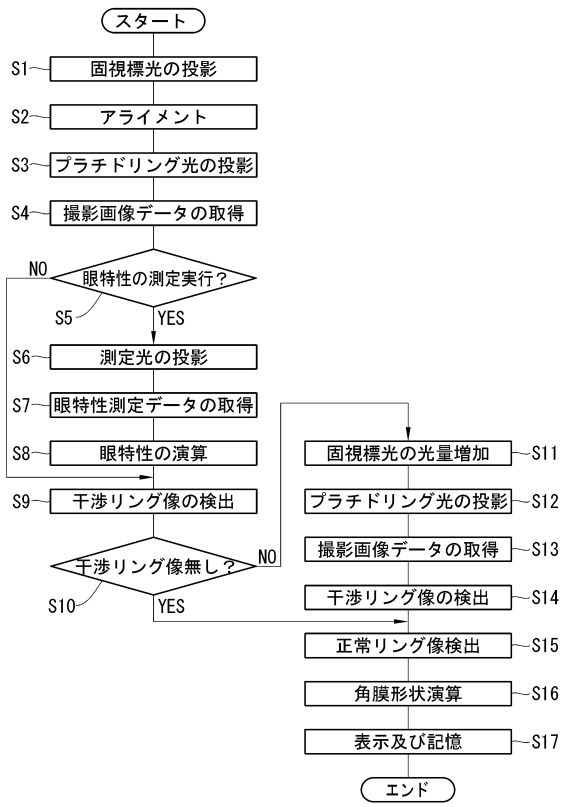 スタート
S1 固視標光の投影
S2 アライメント
S3 プラチドリング光の投影
S4 撮影画像データの取得
NO 眼特性の測定実行？
S5
YES
S6 測定光の投影
S7 眼特性測定データの取得
S8 眼特性の演算
S9 干渉リング像の検出
干渉リング像無し？ NO
S10
YES
固視標光の光量増加 S11
プラチドリング光の投影 S12
撮影画像データの取得 S13
干渉リング像の検出 S14
正常リング像検出 S15
角膜形状演算 S16
表示及び記憶 S17
エンド